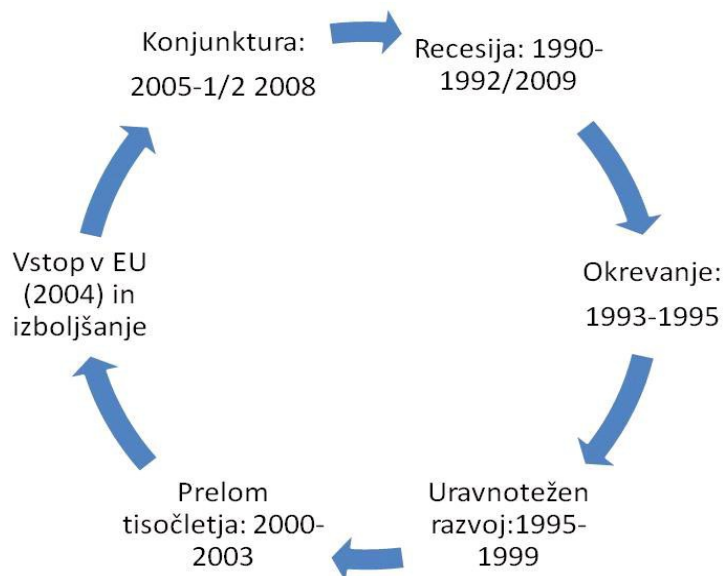 Konjunktura:
2005-1/2 2008
Recesija: 1990-
1992/2009
Okrevanje:
1993-1995
Uravnotežen
razvoj:1995-
1999
Prelom
tisočletja: 2000-
2003
Vstop v EU
(2004) in
izboljšanje